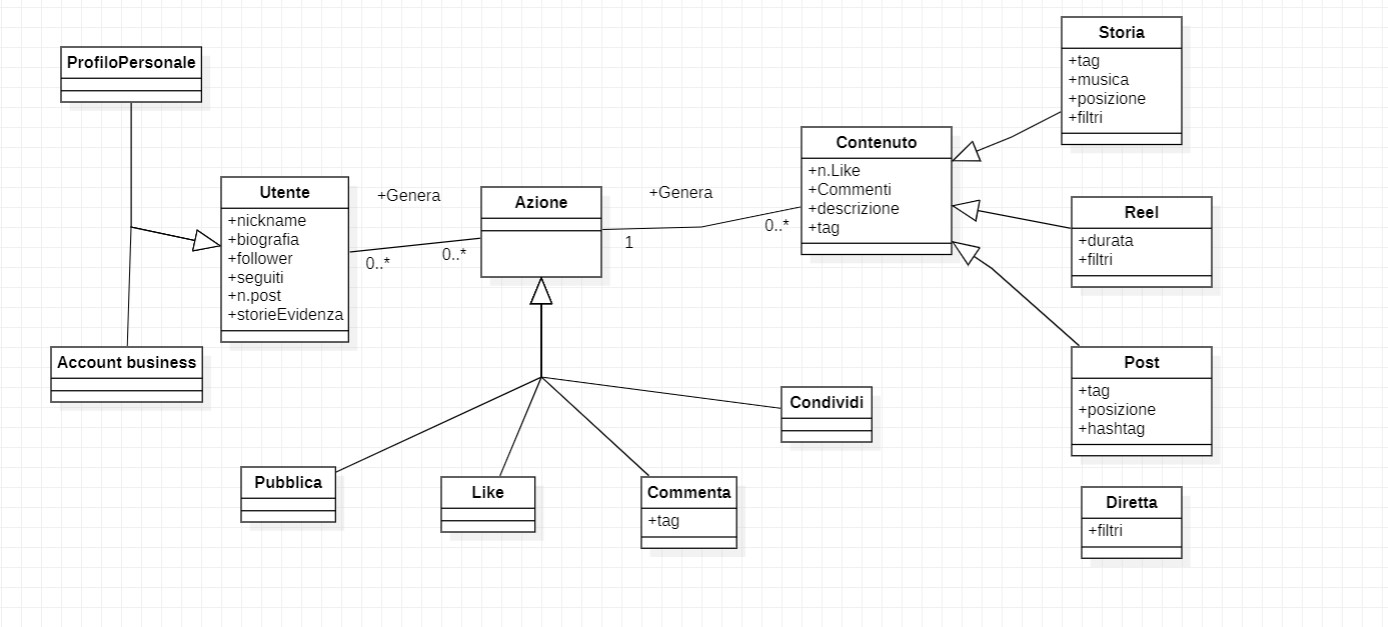 ProfiloPersonale
Utente
+nickname
+biografia
+follower
+seguiti
+n.post
+storieEvidenza
Account business
+Genera
0..*
0..*
Azione
+Genera
1
0..*
Contenuto
+n.Like
+Commenti
+descrizione
+tag
Storia
+tag
+musica
+posizione
+filtri
Reel
+durata
+filtri
Post
+tag
+posizione
+hashtag
Diretta
+filtri
Pubblica
Like
Commenta
+tag
Condividi